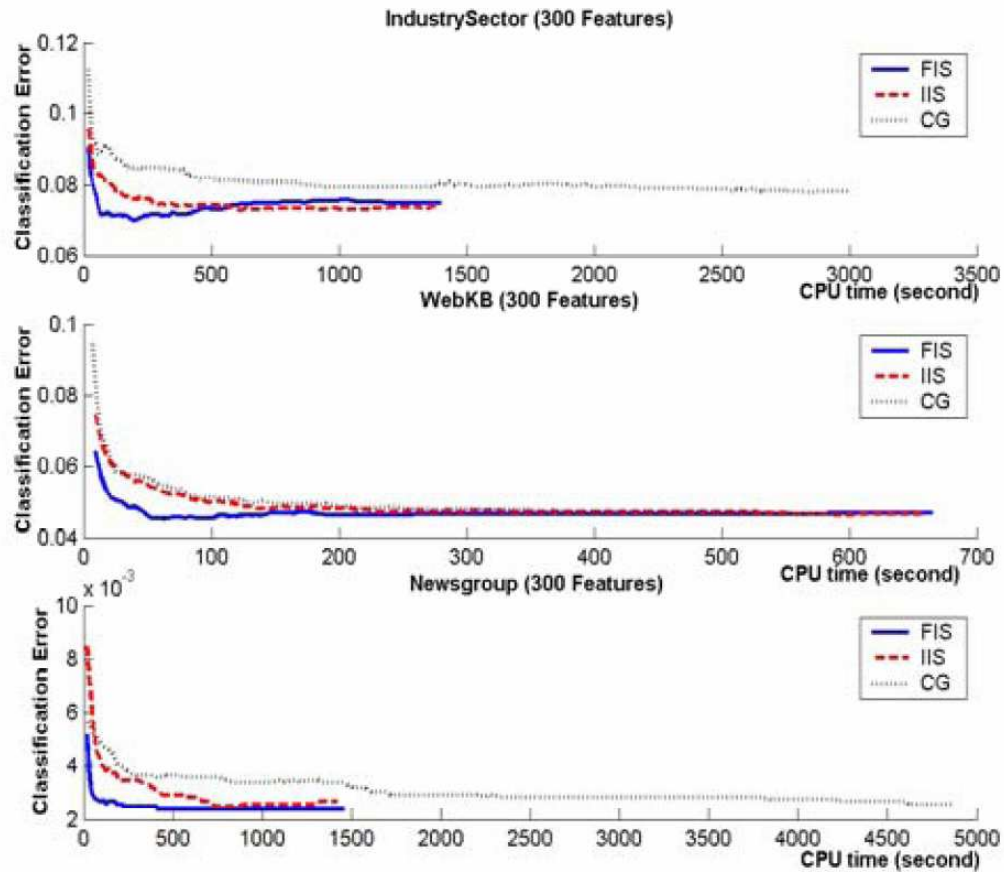 IndustrySector (300 Features)
Classification Error
0.12
0.1
0.08
0.06
0 500 1000 1500 2000 2500 3000 3500
CPU time (second)
FIS
IIS
CG
WebKB (300 Features)
Classification Error
0.1
0.08
0.06
0.04
0 100 200 300 400 500 600 700
CPU time (second)
FIS
IIS
CG
Newsgroup (300 Features)
x 10^-3
Classification Error
10
8
6
4
2
0 500 1000 1500 2000 2500 3000 3500 4000 4500 5000
CPU time (second)
FIS
IIS
CG